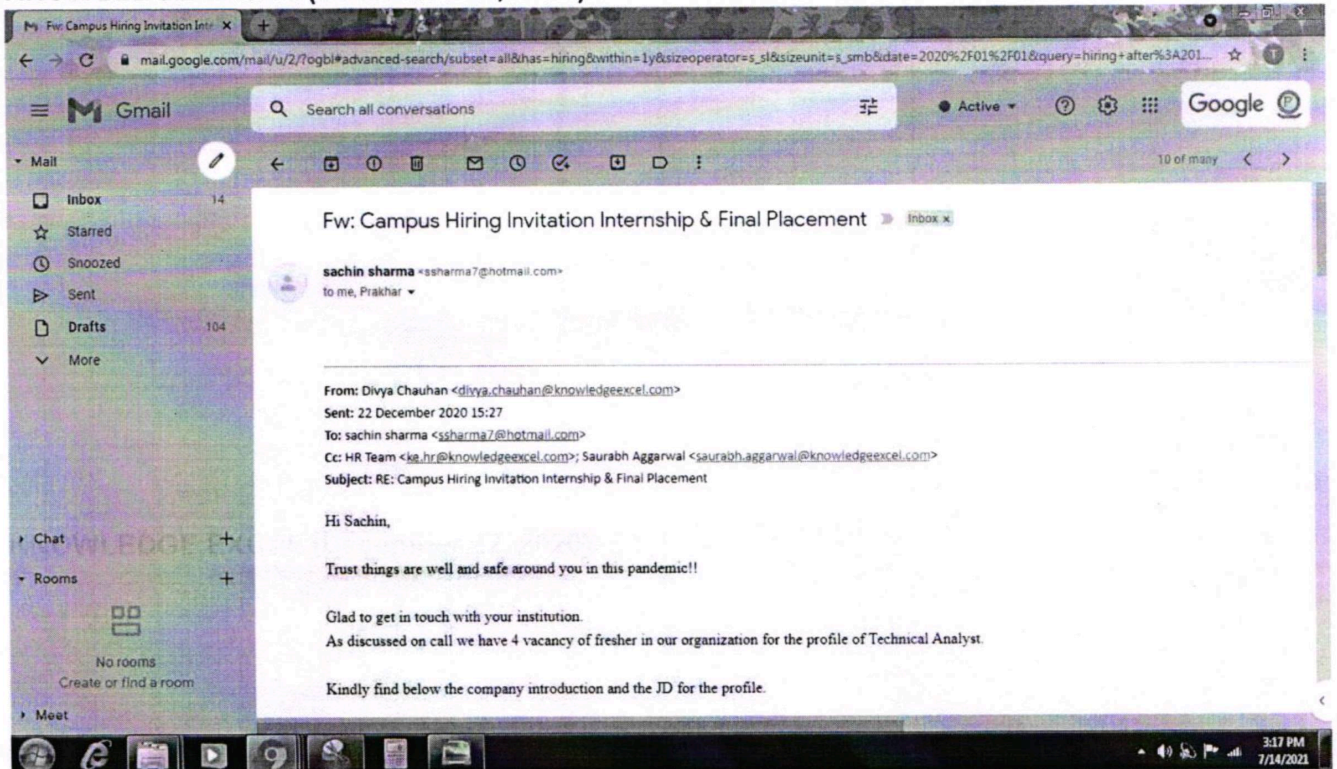 Fw: Campus Hiring Invitation Inte
mail.google.com/mail/u/2/?ogbl#advanced-search/subset=all&has=hiring&within=1y&sizeoperator=s_sl&sizeunit=s_smb&date=2020%2F01%2F01&query=hiring+after%3A201...
Gmail
Search all conversations
Active
Google
Mail
10 of many
Inbox 14
Starred
Snoozed
Sent
Drafts 104
More
Fw: Campus Hiring Invitation Internship & Final Placement Inbox x
sachin sharma <ssharma7@hotmail.com>
to me, Prakhar
From: Divya Chauhan <divya.chauhan@knowledgeexcel.com>
Sent: 22 December 2020 15:27
To: sachin sharma <ssharma7@hotmail.com>
Cc: HR Team <ke.hr@knowledgeexcel.com>; Saurabh Aggarwal <saurabh.aggarwal@knowledgeexcel.com>
Subject: RE: Campus Hiring Invitation Internship & Final Placement
Hi Sachin,
Trust things are well and safe around you in this pandemic!!
Glad to get in touch with your institution.
As discussed on call we have 4 vacancy of fresher in our organization for the profile of Technical Analyst.
Kindly find below the company introduction and the JD for the profile.
Chat
Rooms
No rooms
Create or find a room
Meet
3:17 PM
7/14/2021